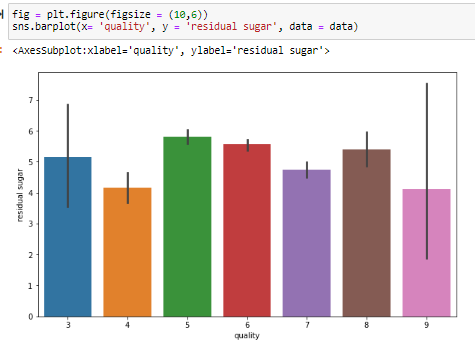 fig = plt.figure(figsize = (10,6))
sns.barplot(x= 'quality', y = 'residual sugar', data = data)
<AxesSubplot:xlabel='quality', ylabel='residual sugar'>
7
6
5
4
3
2
1
0
residual sugar
3 4 5 6 7 8 9
quality